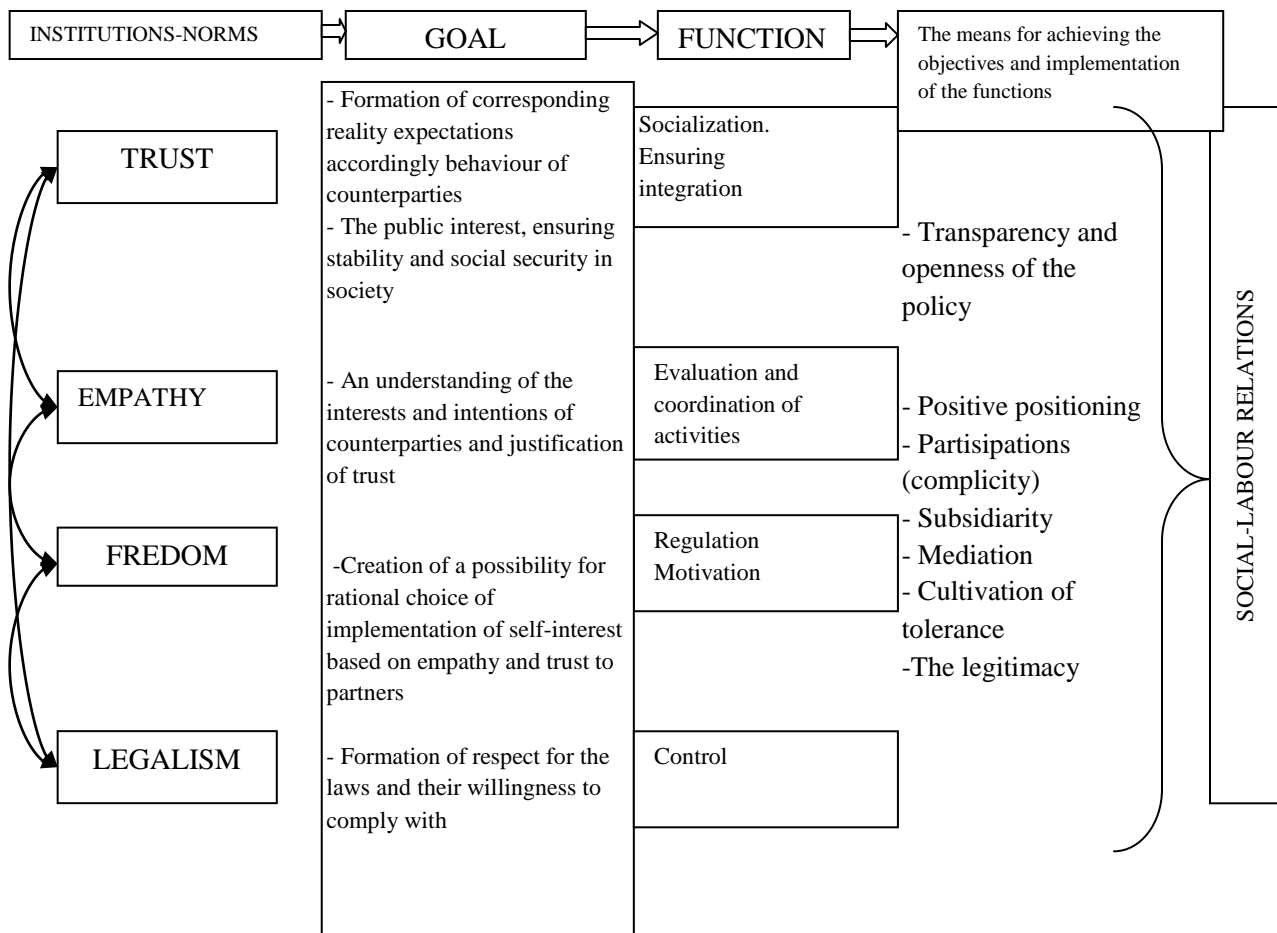 INSTITUTIONS-NORMS
GOAL
FUNCTION
The means for achieving the
objectives and implementation
of the functions
TRUST
- Formation of corresponding
reality expectations
accordingly behaviour of
counterparties
- The public interest, ensuring
stability and social security in
society
Socialization.
Ensuring
integration
- Transparency and
openness of the
policy
EMPATHY
- An understanding of the
interests and intentions of
counterparties and justification
of trust
Evaluation and
coordination of
activities
- Positive positioning
- Partisipations
(complicity)
- Subsidiarity
- Mediation
- Cultivation of
tolerance
-The legitimacy
FREDOM
-Creation of a possibility for
rational choice of
implementation of self-interest
based on empathy and trust to
partners
Regulation
Motivation
LEGALISM
- Formation of respect for the
laws and their willingness to
comply with
Control
SOCIAL-LABOUR RELATIONS